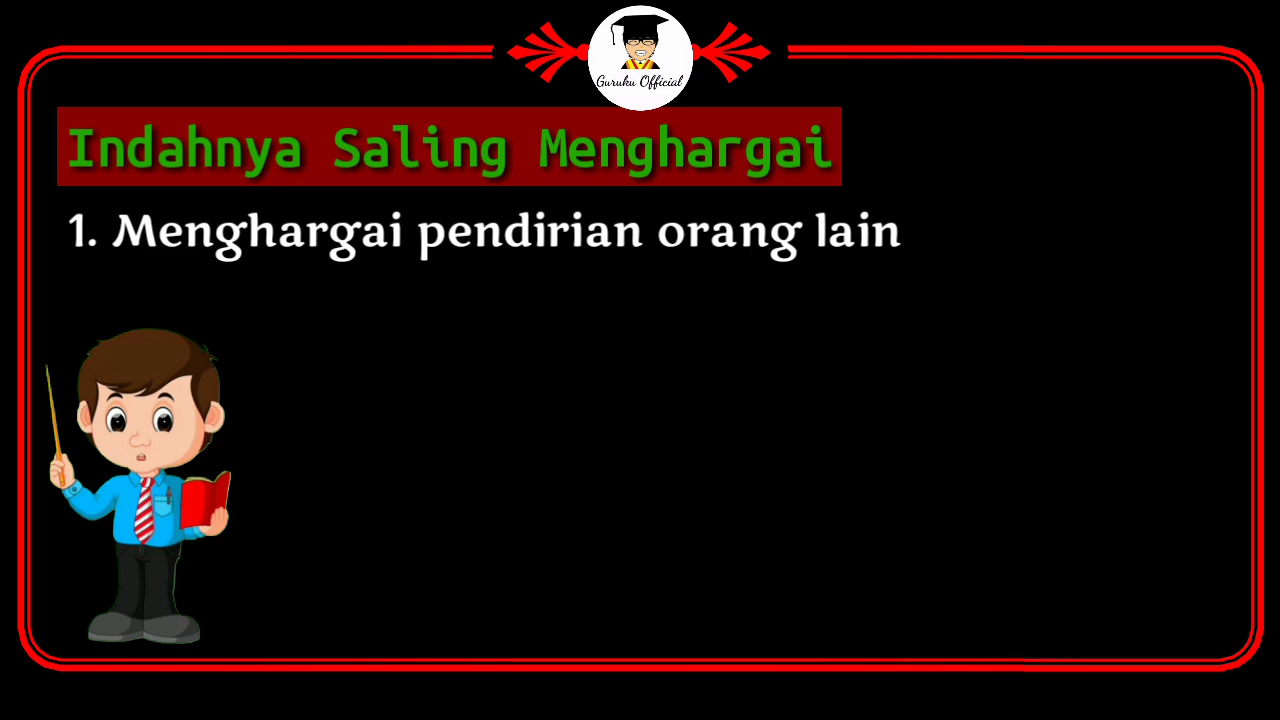 Guruku Official
Indahnya Saling Menghargai
1. Menghargai pendirian orang lain